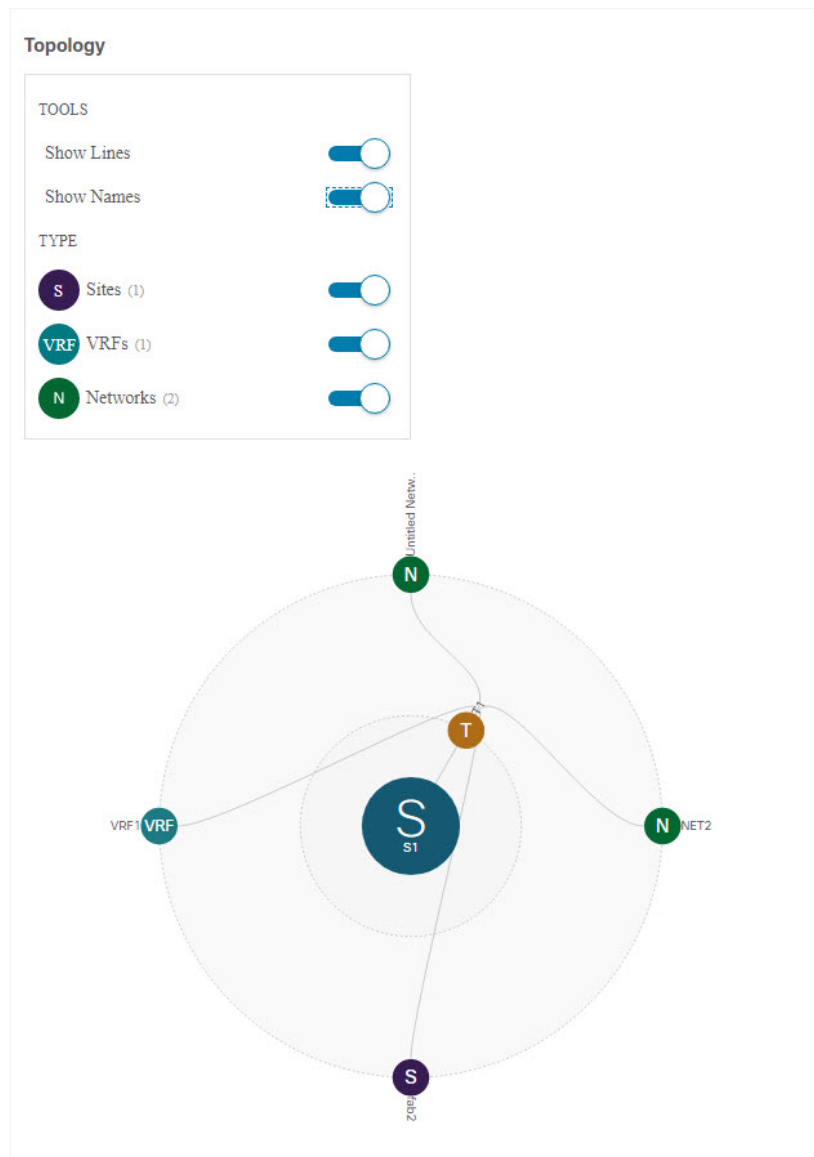 Topology
TOOLS
Show Lines
Show Names
TYPE
S Sites (1)
VRF VRFs (1)
N Networks (2)
Untitled Netw..
N
T1
T
S
S1
VRF1 VRF
N NET2
S
fab2